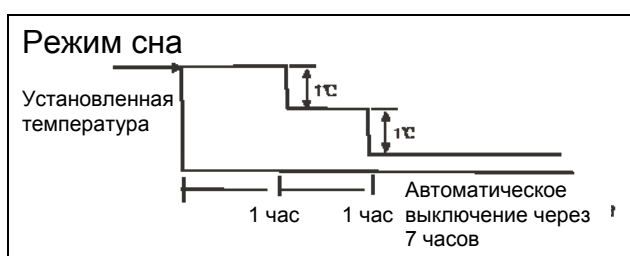 Режим сна
Установленная
температура
1℃
1℃
1 час
1 час
Автоматическое
выключение через
7 часов